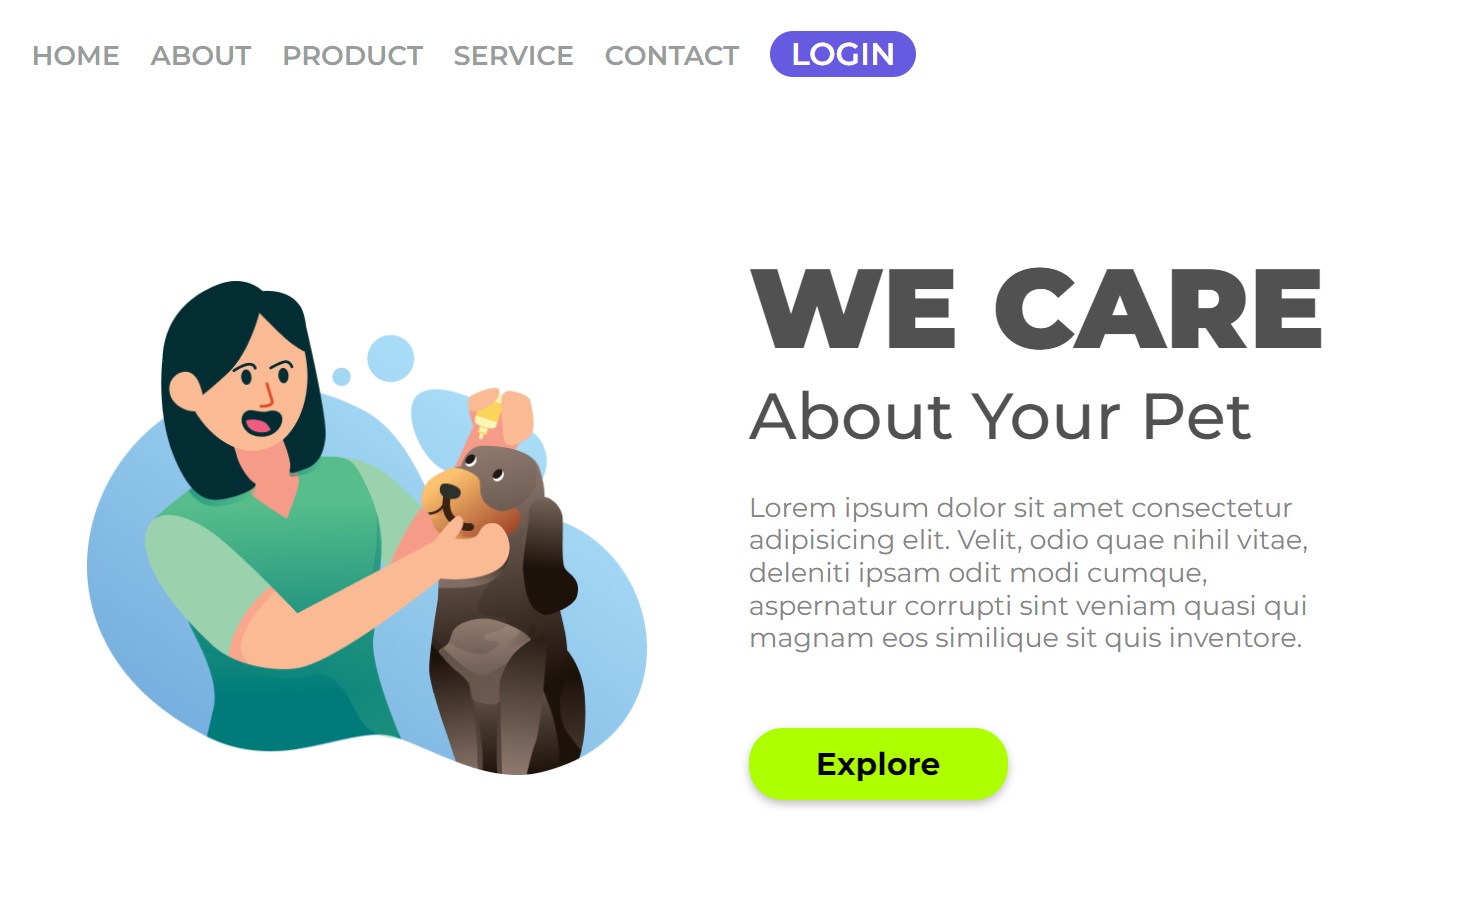 HOME ABOUT PRODUCT SERVICE CONTACT LOGIN
WE CARE
About Your Pet
Lorem ipsum dolor sit amet consectetur
adipisicing elit. Velit, odio quae nihil vitae,
deleniti ipsam odit modi cumque,
aspernatur corrupti sint veniam quasi qui
magnam eos similique sit quis inventore.
Explore